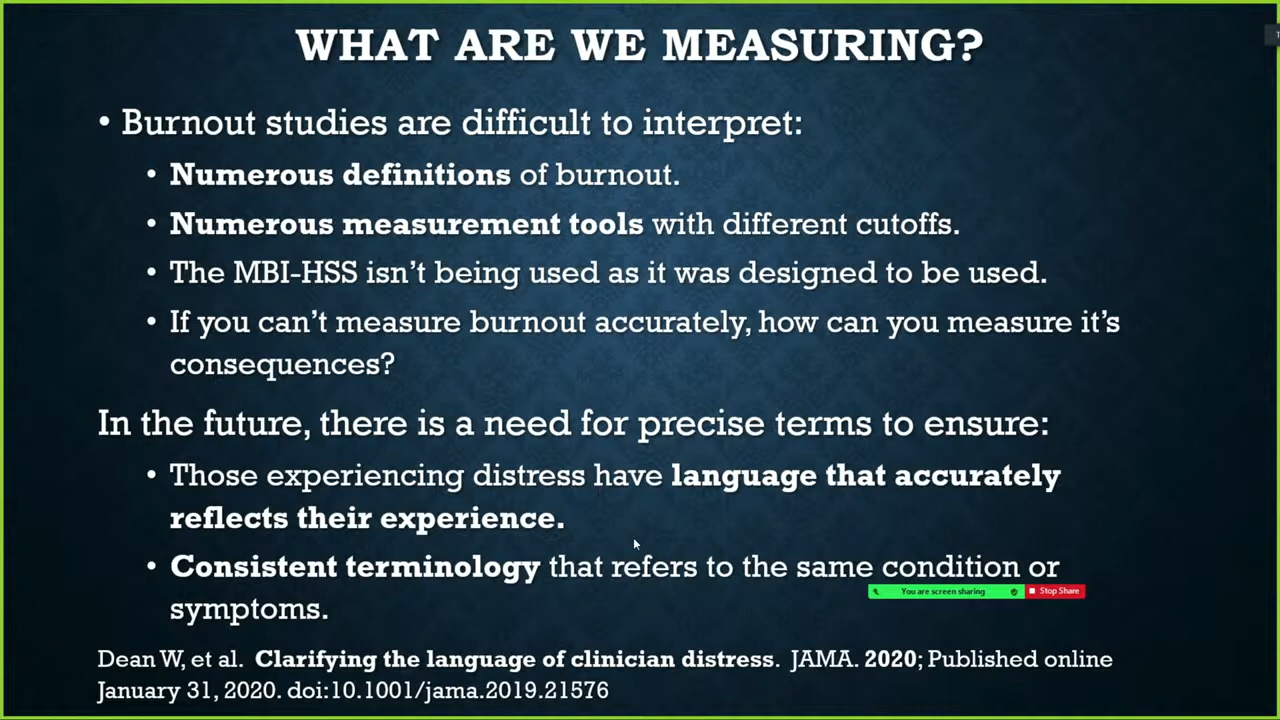 WHAT ARE WE MEASURING?
• Burnout studies are difficult to interpret:
• Numerous definitions of burnout.
• Numerous measurement tools with different cutoffs.
• The MBI-HSS isn't being used as it was designed to be used.
• If you can't measure burnout accurately, how can you measure it's
consequences?
In the future, there is a need for precise terms to ensure:
• Those experiencing distress have language that accurately
reflects their experience.
• Consistent terminology that refers to the same condition or
symptoms.
You are screen sharing Stop Share
Dean W, et al. Clarifying the language of clinician distress. JAMA. 2020; Published online
January 31, 2020. doi:10.1001/jama.2019.21576